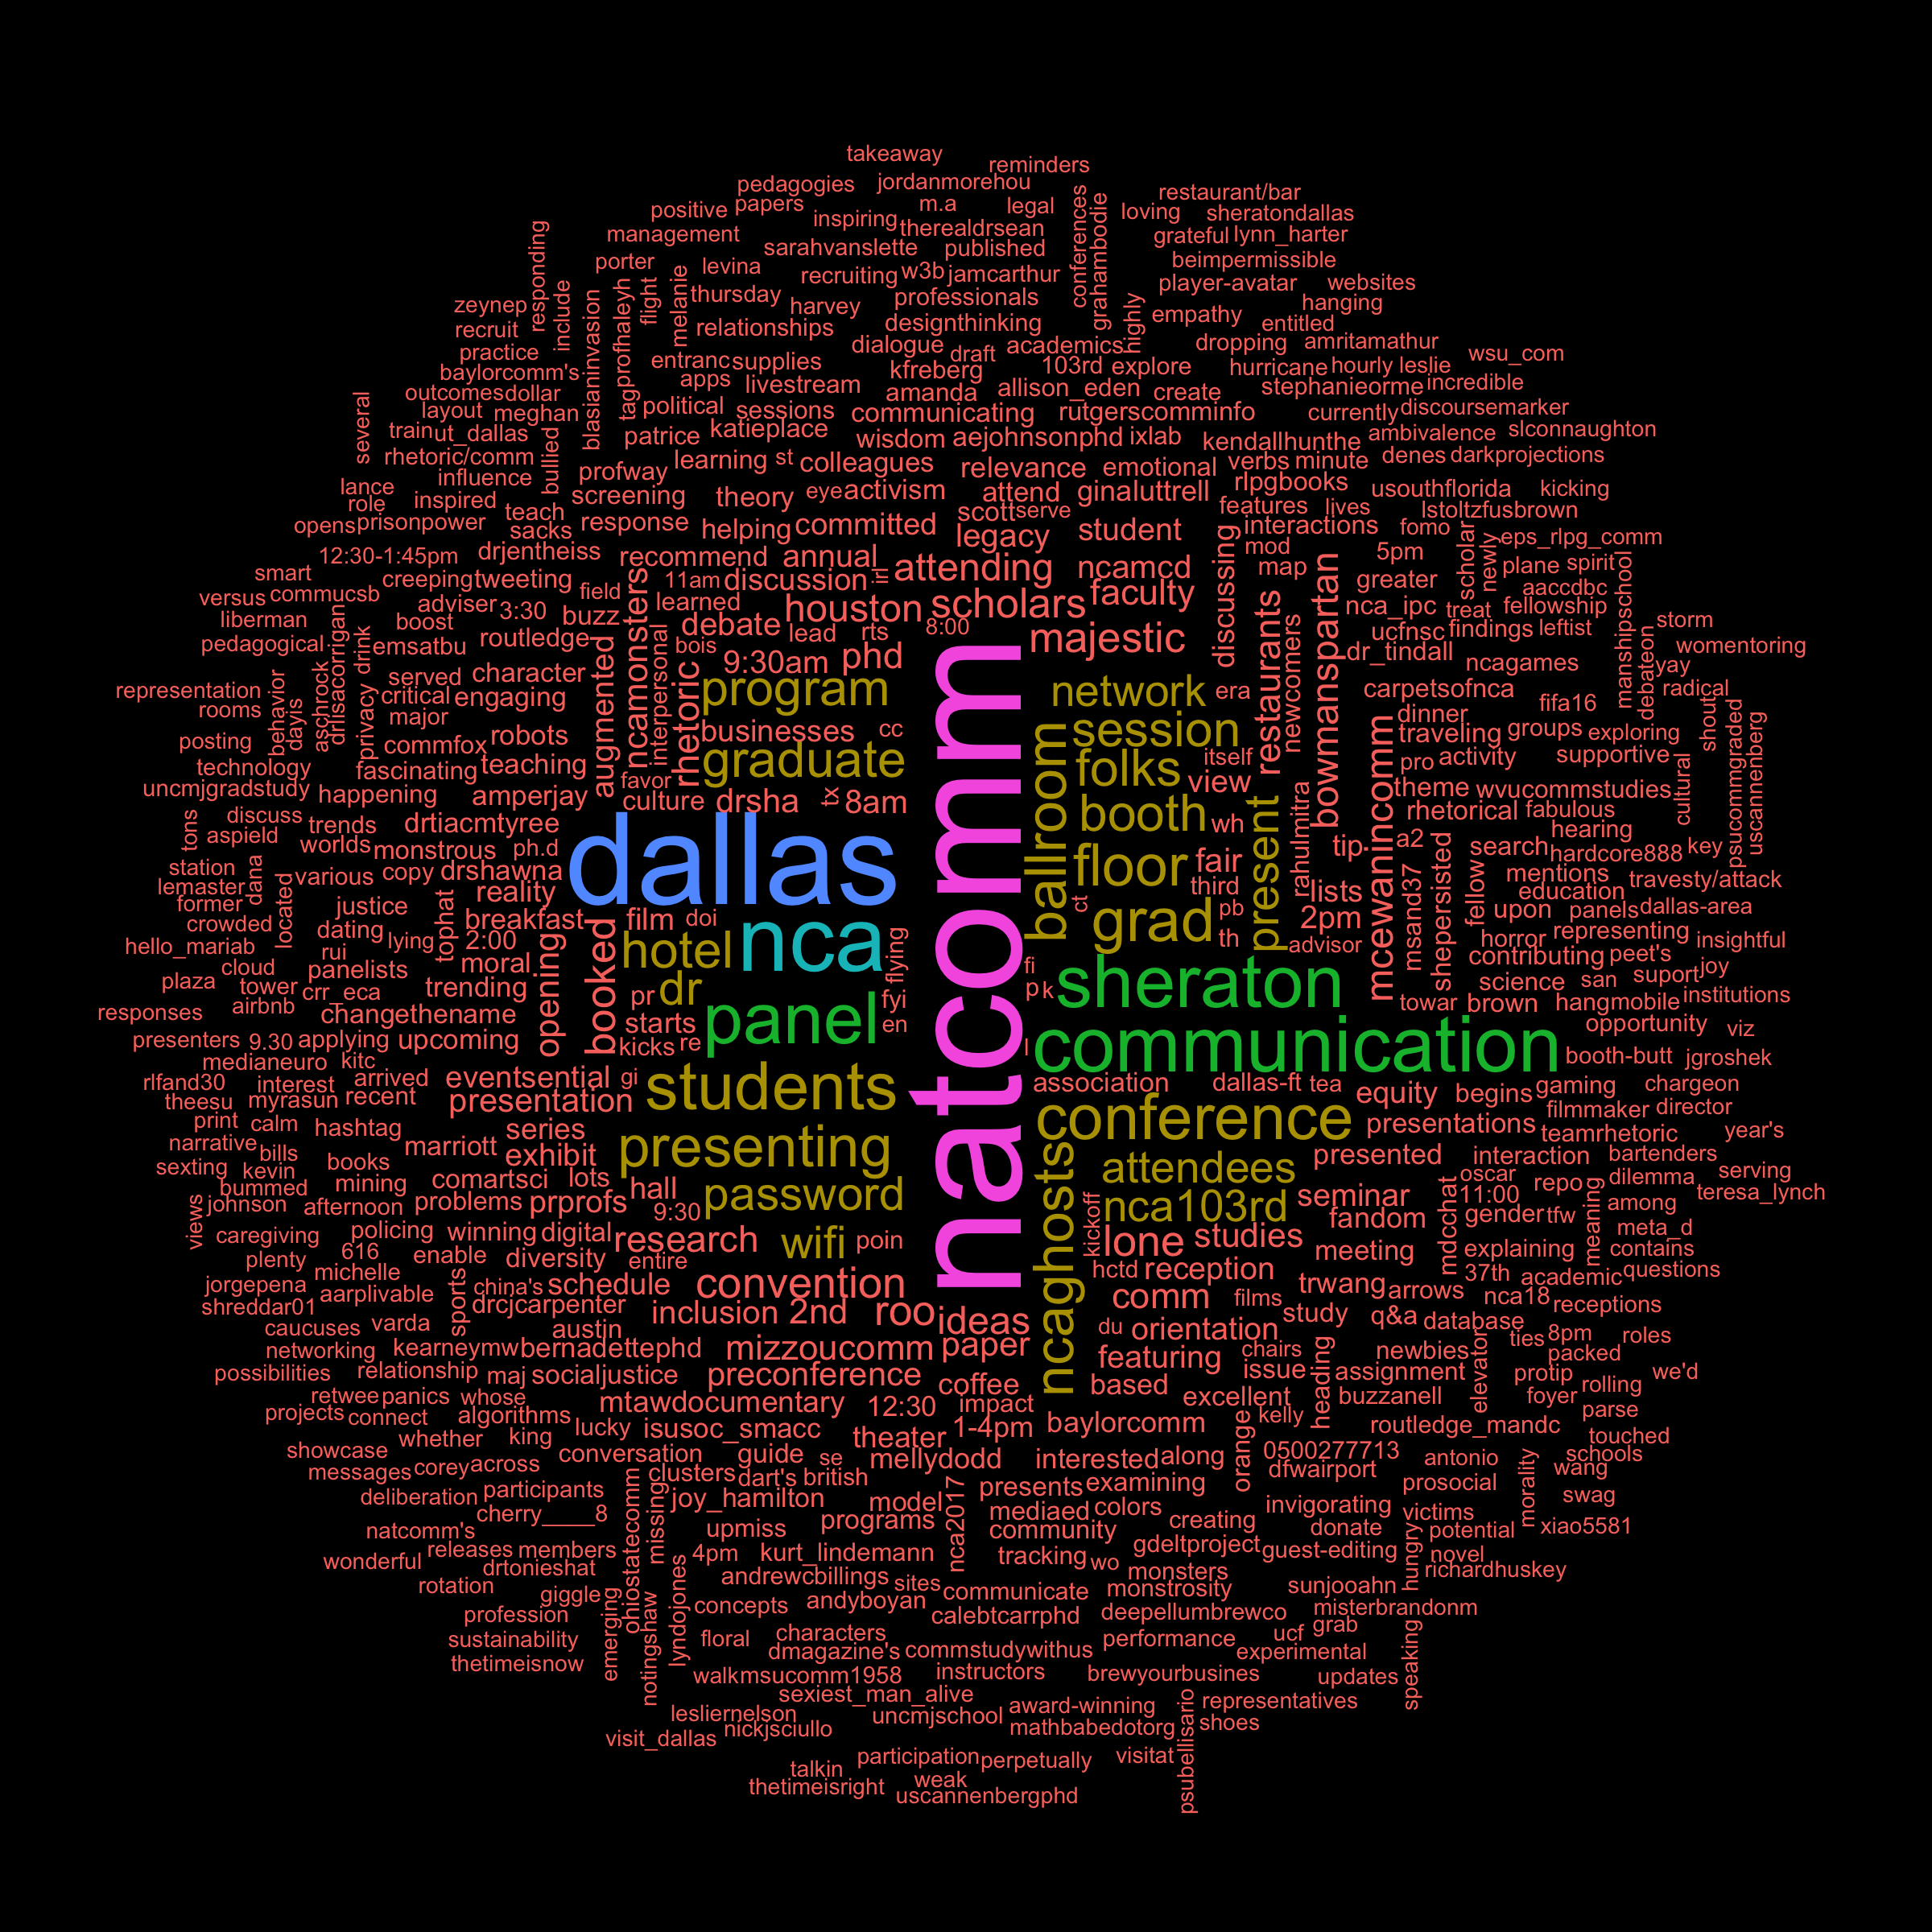 takeaway
reminders
pedagogies
jordanmorehou
restaurant/bar
positive
papers
m.a
legal
conferences
grahambodie
loving
sheratondallas
inspiring
therealdrsean
grateful
lynn_harter
management
sarahvanslette
published
responding
beimpermissible
porter
levina
recruiting
w3b
jamcarthur
player-avatar
websites
include
flight
melanie
thursday
harvey
professionals
hanging
zeynep
empathy
highly
recruit
blasianinvasion
tagprofhaleyh
relationships
designthinking
entitled
dropping
amritamathur
practice
dialogue
draft
academics
wsu_com
entranc
supplies
kfreberg
103rd
explore
hurricane
hourly
leslie
baylorcomm's
apps
livestream
amanda
allison_eden
create
stephanieorme
incredible
outcomes
dollar
several
layout
meghan
political
sessions
communicating
rutgerscomminfo
currently
discoursemarker
train
ut_dallas
bullied
patrice
katieplace
wisdom
aejohnsonphd
ixlab
kendallhunthe
ambivalence
slconnaughton
rhetoric/comm
profway
learning
st
colleagues
relevance
emotional
verbs
minute
denes
darkprojections
influence
lance
role
inspired
screening
theory
eye
activism
attend
ginaluttrell
rlpgbooks
usouthflorida
kicking
opens
prisonpower
teach
sacks
response
helping
committed
scott
serve
student
features
lives
lstoltzfusbrown
interactions
fomo
12:30-1:45pm
drjentheiss
recommend
annual
legacy
discussing
mod
5pm
scholar
newly
eps_rlpg_comm
smart
creeping
tweeting
field
11am
discussion
irl
attending
ncamcd
map
greater
plane
spirit
versus
commucsb
adviser
3:30
buzz
ncamonsters
learned
houston
scholars
faculty
bowmanspartan
nca_ipc
treat
fellowship
aaccdbc
manshipschool
liberman
boost
debate
lead
rts
8:00
majestic
restaurants
newcomers
ucfnsc
findings
leftist
storm
pedagogical
drlisacorrigan
drink
emsatbu
routledge
augmented
interpersonal
bois
9:30am
phd
dr_tindall
ncagames
womentoring
debateon
yay
served
character
rhetoric
program
network
era
carpetsofnca
fifa16
radical
representation
rooms
behavior
dayis
aschrock
privacy
critical
engaging
major
dinner
shout
posting
commfox
robots
businesses
cc
session
traveling
groups
exploring
psucommgraded
uscannenberg
technology
fascinating
teaching
graduate
ballroom
folks
itself
view
pro
activity
supportive
cultural
uncmjgradstudy
happening
amperjay
favor
culture
drsha
tx
8am
present
rahulmitra
mcewanincomm
theme
wvucommstudies
discuss
trends
drtiacmtyree
booth
wh
rhetorical
fabulous
tons
aspield
worlds
monstrous
ph.d
dallas
natcomm
tip
a2
shepersisted
search
hearing
hardcore888
key
station
dana
various
copy
drshawna
floor
fair
third
lists
mentions
travesty/attack
lemaster
former
located
justice
tophat
reality
breakfast
film
doi
ct
grad
pb
2pm
msand37
fellow
education
upon
panels
dallas-area
crowded
dating
lying
2:00
hotel
nca
flying
th
advisor
horror
representing
insightful
hello_mariab
rui
moral
opening
booked
contributing
peet's
plaza
cloud
tower
panelists
trending
pr
dr
fyi
fi
p
k
sheraton
science
san
suport
joy
responses
airbnb
crr_eca
changethename
starts
panel
en
towar
brown
hangmobile
institutions
presenters
9.30
applying
upcoming
kicks
re
l
communication
opportunity
viz
medianeuro
kitc
booth-butt
jgroshek
rlfand30
interest
arrived
eventsential
gi
students
association
dallas-ft
tea
equity
begins
gaming
chargeon
theesu
myrasun
recent
presentation
filmmaker
director
print
calm
hashtag
series
conference
presentations
teamrhetoric
year's
narrative
bills
marriott
exhibit
presenting
presented
interaction
bartenders
sexting
kevin
books
comartsci
lots
attendees
oscar
dilemma
serving
bummed
mining
hall
password
ncaghosts
seminar
mdcchat
11:00
repo
meaning
among
teresa_lynch
views
johnson
afternoon
problems
prprofs
9:30
kickoff
nca103rd
fandom
gender
tfw
meta_d
caregiving
policing
winning
digital
research
wifi
poin
lone
studies
meeting
explaining
contains
plenty
616
enable
diversity
entire
hctd
reception
37th
academic
questions
jorgepena
michelle
sports
china's
schedule
convention
trwang
arrows
nca18
receptions
shreddar01
aarplivable
drcjcarpenter
inclusion
2nd
roo
ideas
comm
films
study
q&a
database
caucuses
varda
austin
du
orientation
ties
8pm
roles
networking
kearneymw
bernadettephd
mizzoucomm
paper
featuring
chairs
heading
newbies
elevator
packed
possibilities
relationship
maj
socialjustice
preconference
coffee
based
issue
assignment
protip
we'd
retwee
panics
whose
mtawdocumentary
12:30
impact
excellent
buzzanell
foyer
rolling
projects
connect
algorithms
lucky
isusoc_smacc
theater
1-4pm
baylorcomm
orange
kelly
routledge_mandc
parse
showcase
whether
king
conversation
guide
se
mellydodd
interested
along
0500277713
antonio
touched
schools
messages
corey
across
clusters
dart's
british
presents
examining
dfwairport
prosocial
morality
wang
deliberation
participants
ohiostatecomm
missing
joy_hamilton
model
nca2017
mediaed
colors
invigorating
victims
swag
cherry____8
natcomm's
upmiss
programs
community
creating
donate
potential
xiao5581
wonderful
releases
members
4pm
kurt_lindemann
tracking
wo
gdeltproject
guest-editing
hungry
novel
drtonieshat
lyndojones
andrewcbillings
sites
monsters
richardhuskey
rotation
giggle
communicate
monstrosity
sunjooahn
profession
emerging
notingshaw
concepts
andyboyan
calebtcarrphd
deepellumbrewco
misterbrandonm
sustainability
floral
characters
ucf
grab
thetimeisnow
dmagazine's
commstudywithus
performance
experimental
speaking
walk
msucomm1958
instructors
brewyourbusines
updates
sexiest_man_alive
lesliernelson
award-winning
psubellisario
representatives
uncmjschool
visit_dallas
nickjsciullo
mathbabedotorg
shoes
participation
perpetually
visitat
talkin
weak
thetimeisright
uscannenbergphd